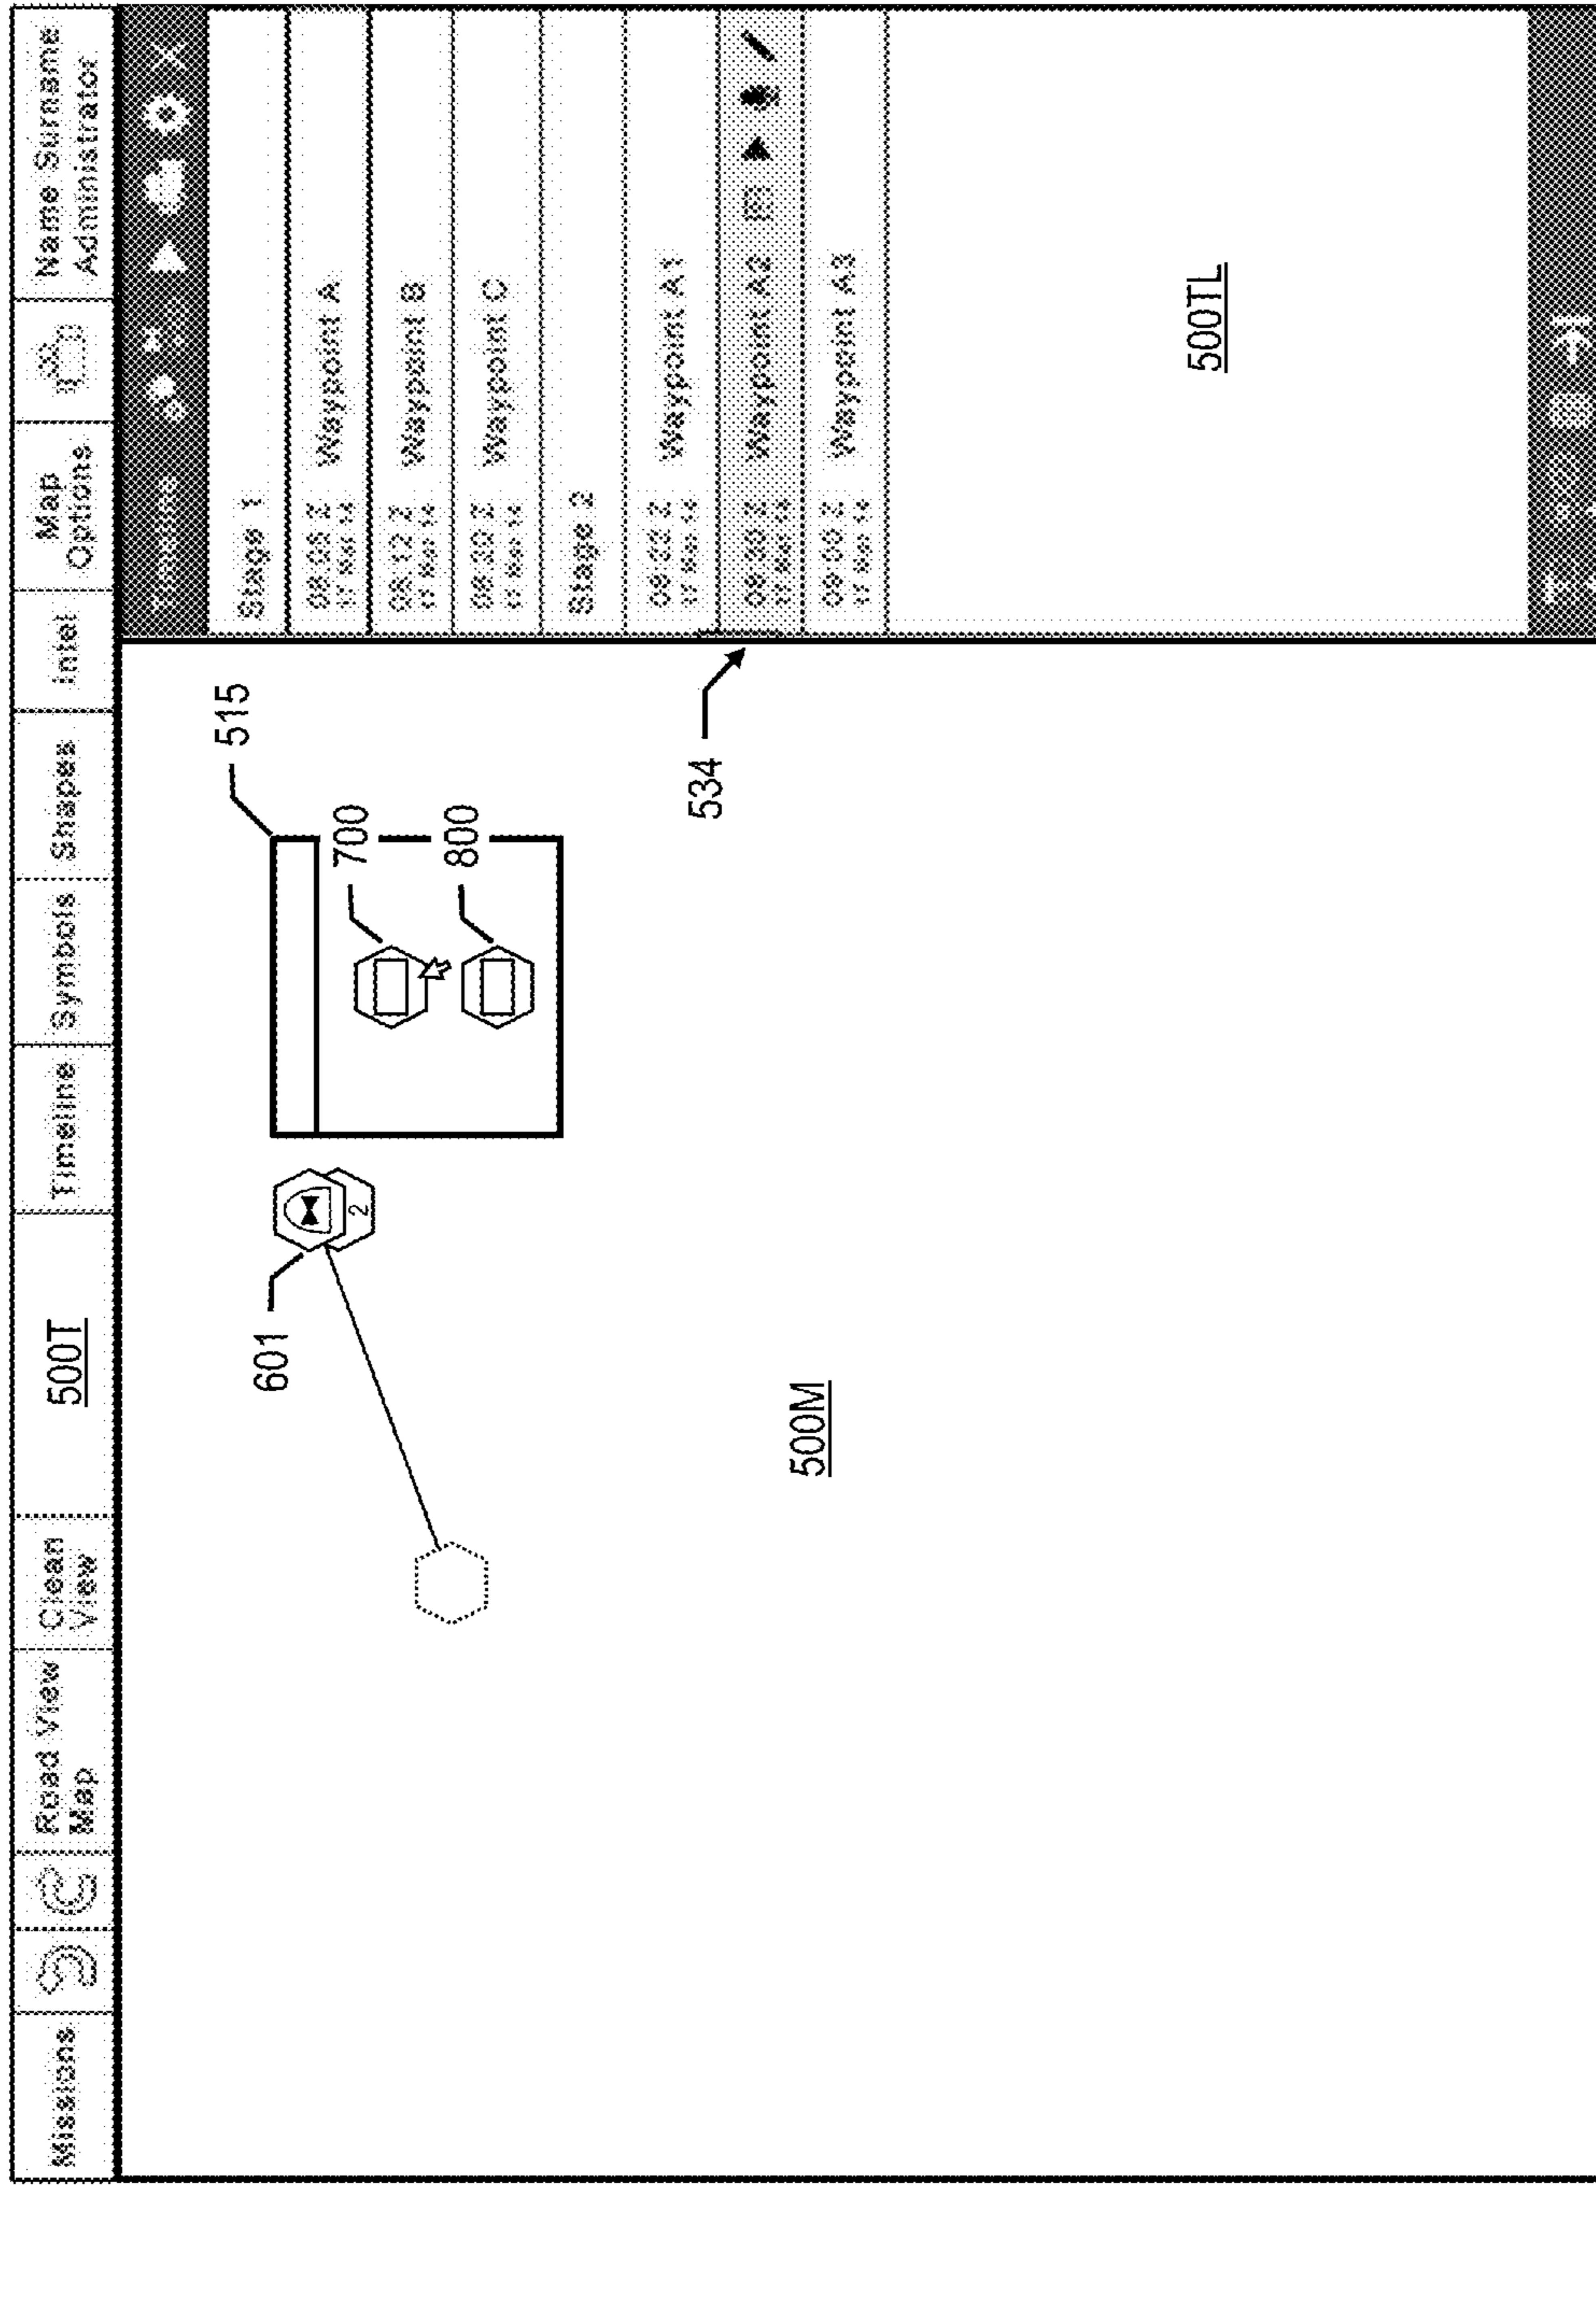 Missions
Road View
Map
Clean
View
500T
Timeline
Symbols
Shapes
Intel
Map
Options
Name Surname
Administrator
Stage 1
Waypoint A
Waypoint B
Waypoint C
Stage 2
Waypoint A1
Waypoint A2
Waypoint A3
500TL
515
700
800
534
601
2
500M